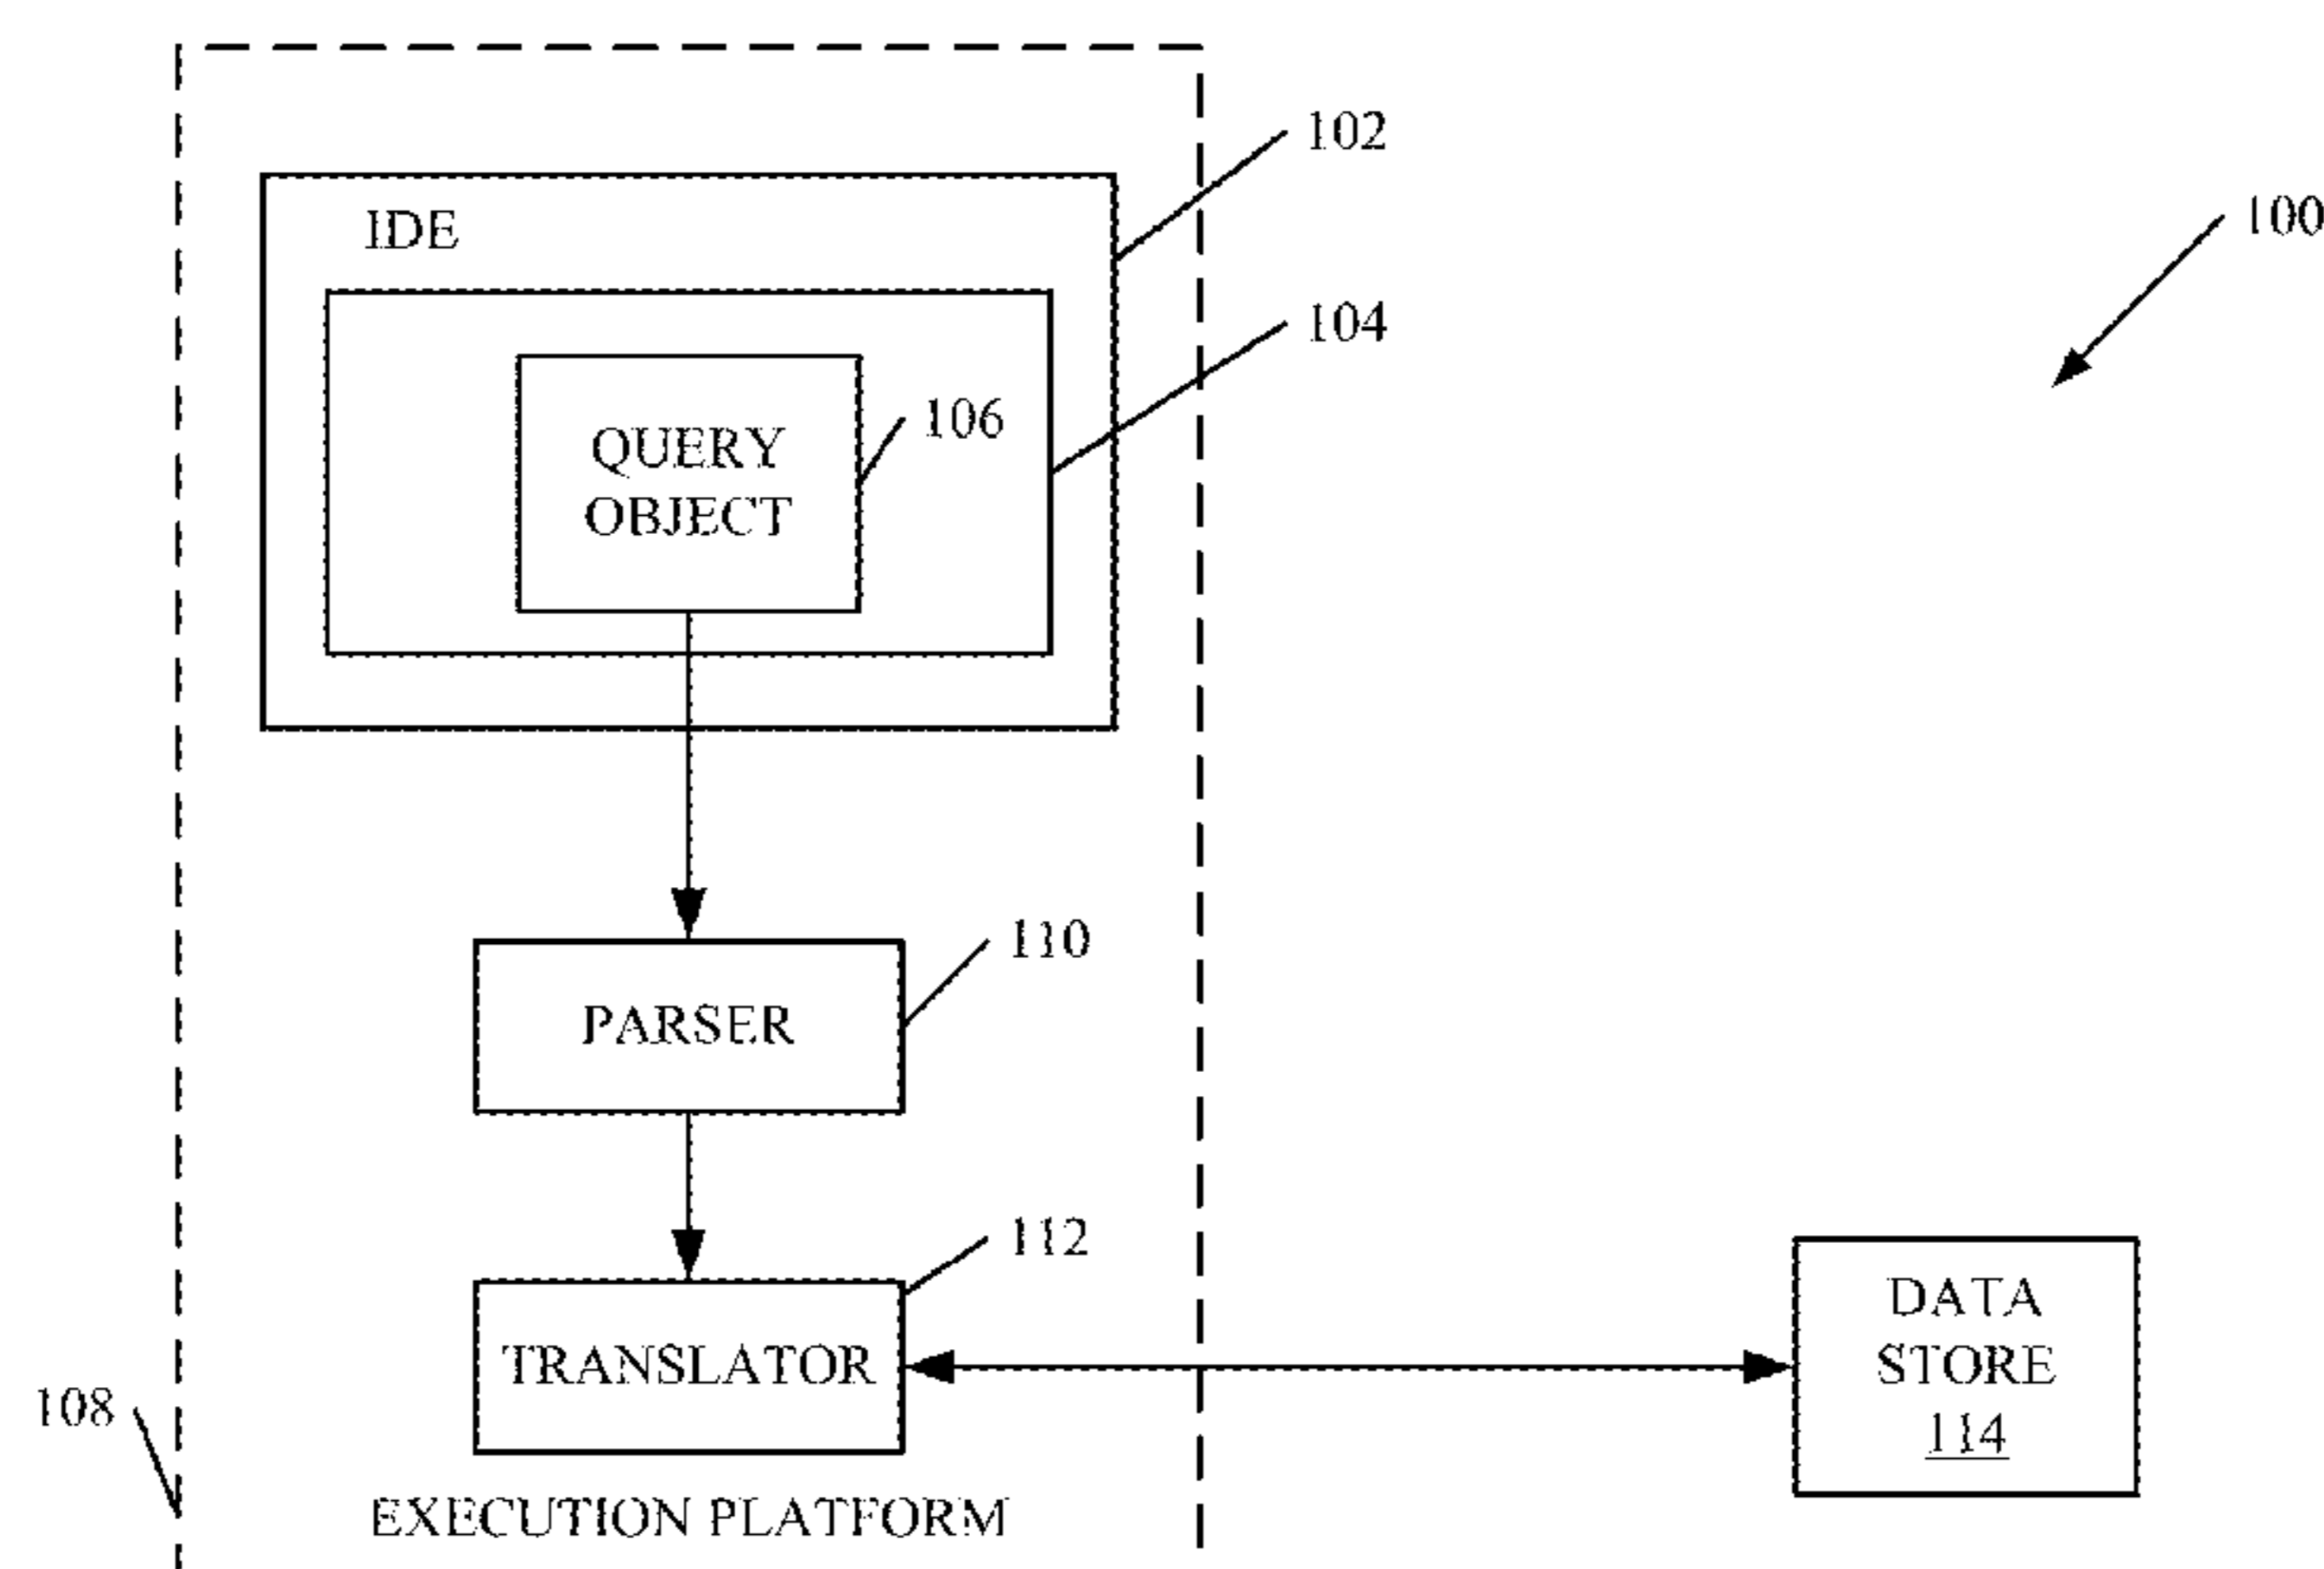 102
100
IDE
104
106
QUERY
OBJECT
110
PARSER
112
TRANSLATOR
DATA
STORE
114
108
EXECUTION PLATFORM